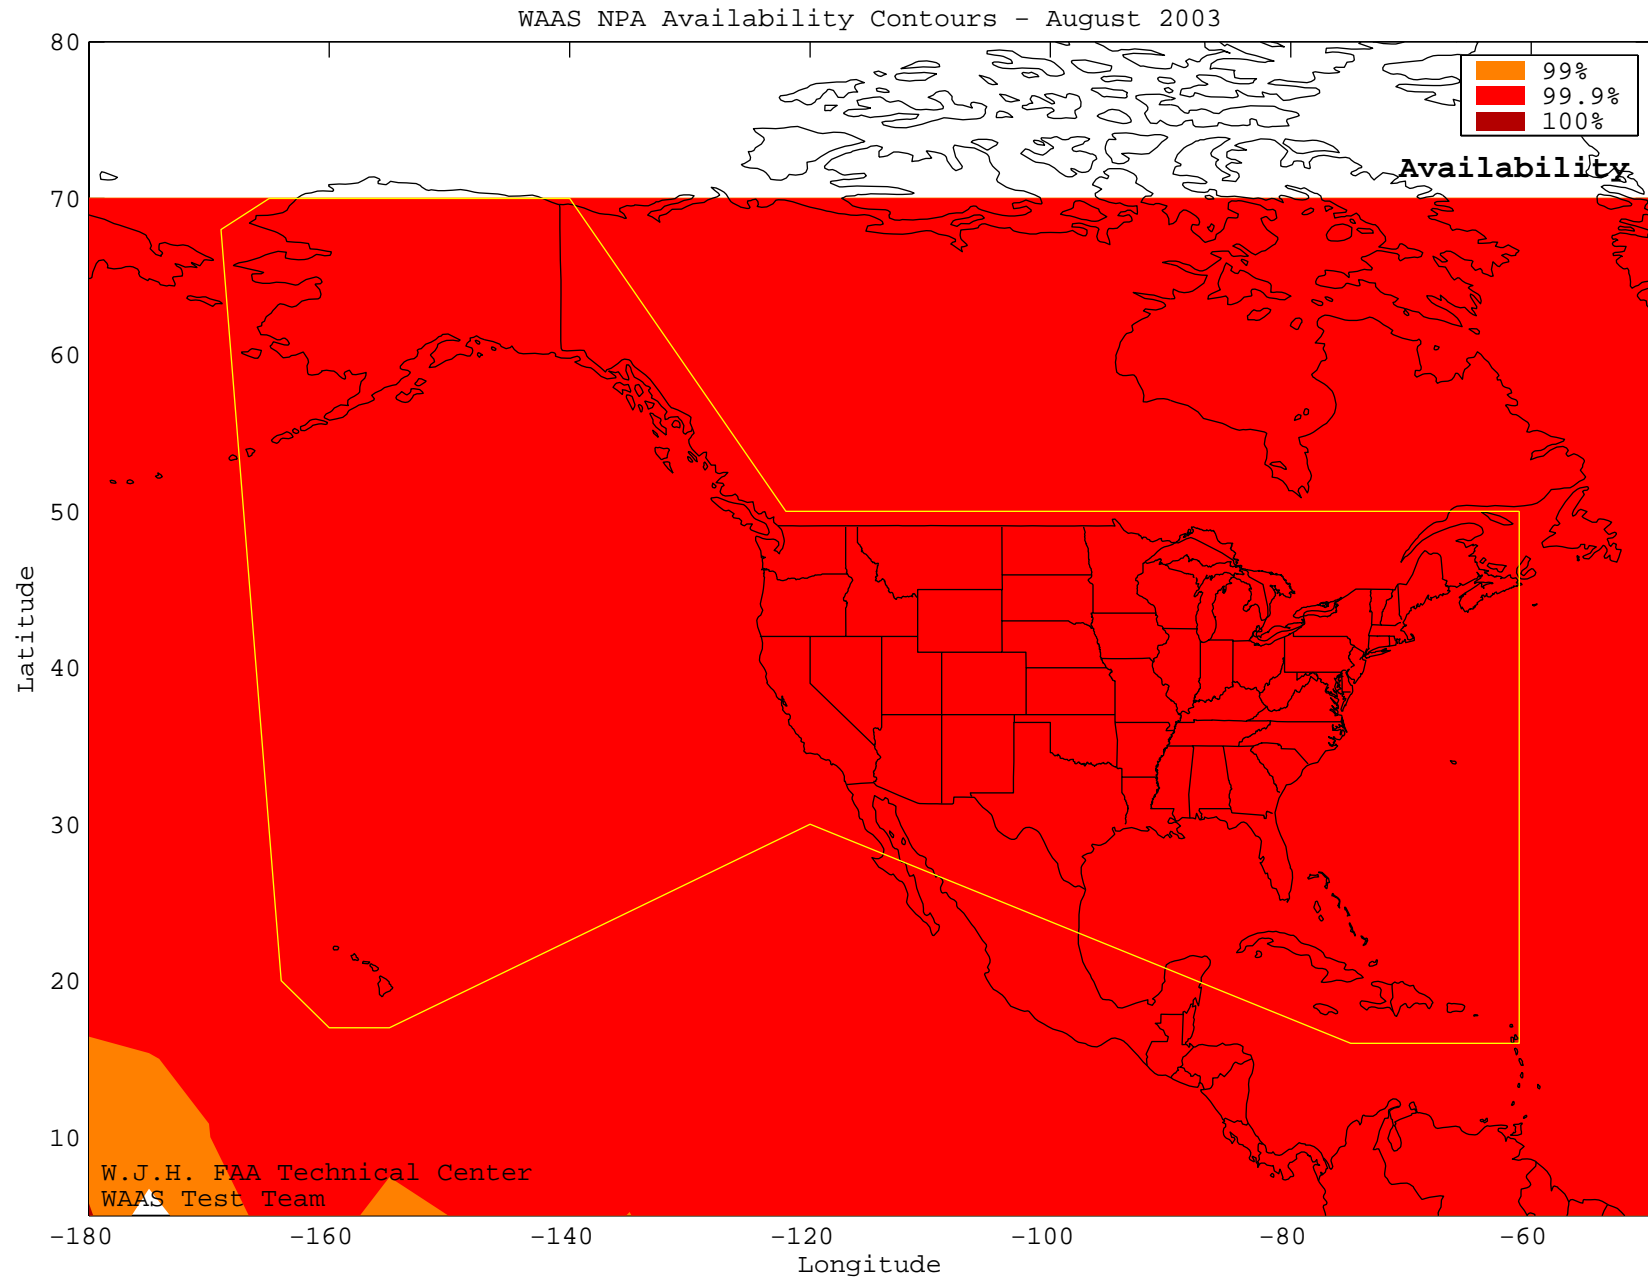 WAAS NPA Availability Contours - August 2003
80
70
60
50
40
30
20
10
Latitude
99%
99.9%
100%
Availability
W.J.H. FAA Technical Center
WAAS Test Team
-180 -160 -140 -120 -100 -80 -60
Longitude